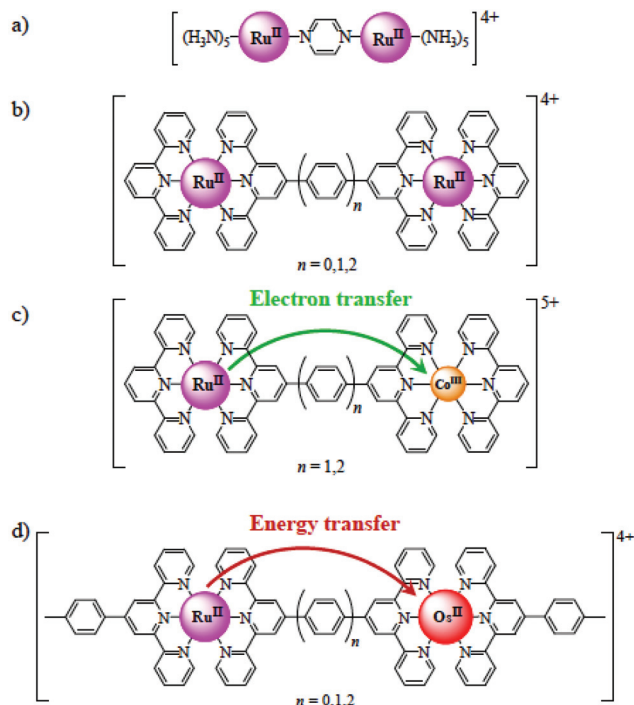 a) [(H₃N)₅ Ruᴵᴵ N N Ruᴵᴵ (NH₃)₅]⁴⁺
b) 4+
N N N N
N Ruᴵᴵ N ( )n N Ruᴵᴵ N
N N N N
n = 0,1,2
Electron transfer
c) 5+
N N N N
N Ruᴵᴵ N ( )n N Coᴵᴵᴵ N
N N N N
n = 1,2
Energy transfer
d) 4+
N N N N
N Ruᴵᴵ N ( )n N Osᴵᴵ N
N N N N
n = 0,1,2